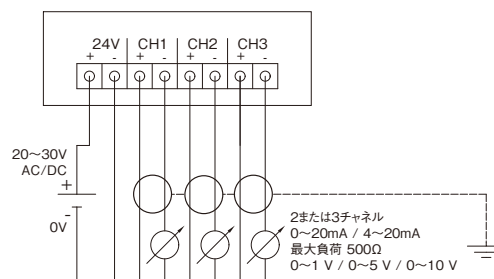 24V CH1 CH2 CH3
+ - + - + - + -
20～30V
AC/DC
+
-
0V
2または3チャネル
0～20mA / 4～20mA
最大負荷 500Ω
0～1 V / 0～5 V / 0～10 V